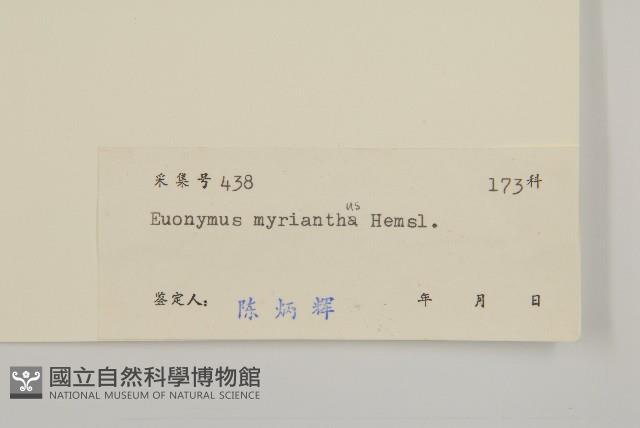 采集号 438 173科
us
Euonymus myriantha Hemsl.
鉴定人: 陈炳辉 年 月 日
國立自然科學博物館
NATIONAL MUSEUM OF NATURAL SCIENCE